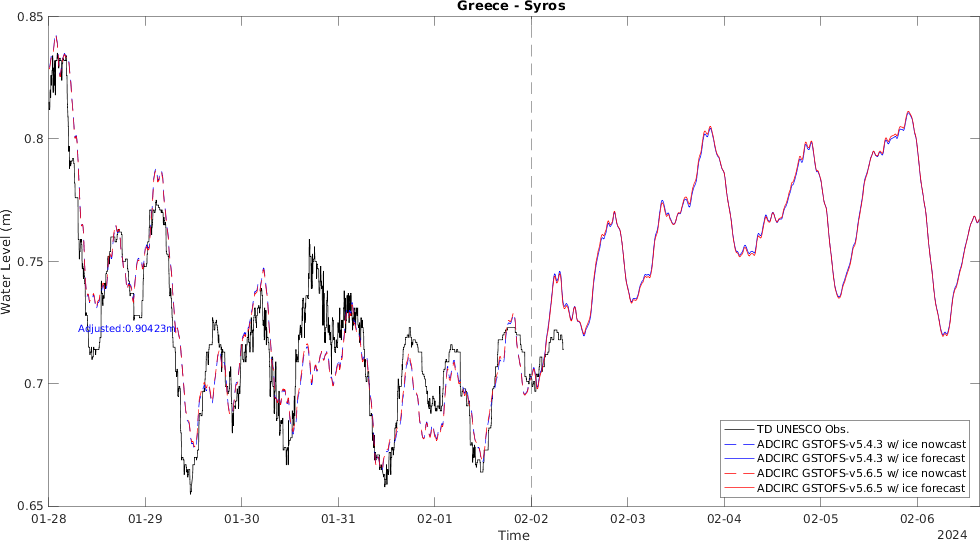 Greece - Syros
0.85
0.8
0.75
0.7
0.65
Water Level (m)
Adjusted:0.90423m
TD UNESCO Obs.
ADCIRC GSTOFS-v5.4.3 w/ ice nowcast
ADCIRC GSTOFS-v5.4.3 w/ ice forecast
ADCIRC GSTOFS-v5.6.5 w/ ice nowcast
ADCIRC GSTOFS-v5.6.5 w/ ice forecast
01-28 01-29 01-30 01-31 02-01 02-02 02-03 02-04 02-05 02-06
Time
2024